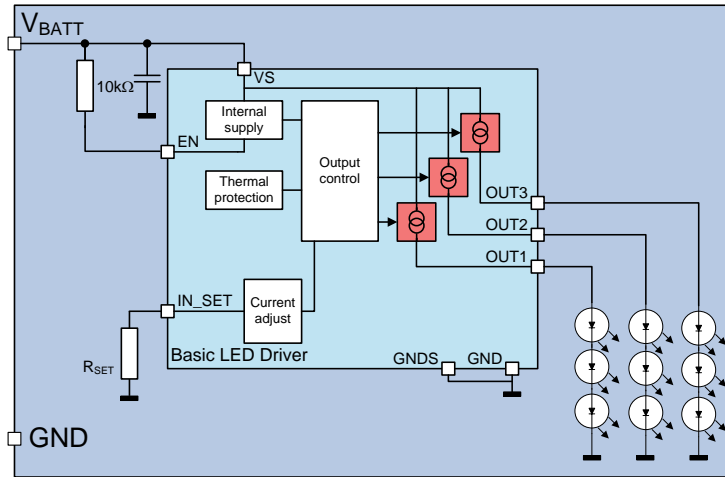 VBATT
10kΩ
VS
EN
Internal
supply
Output
control
Thermal
protection
OUT3
OUT2
OUT1
IN_SET
Current
adjust
RSET
Basic LED Driver
GNDS
GND
GND